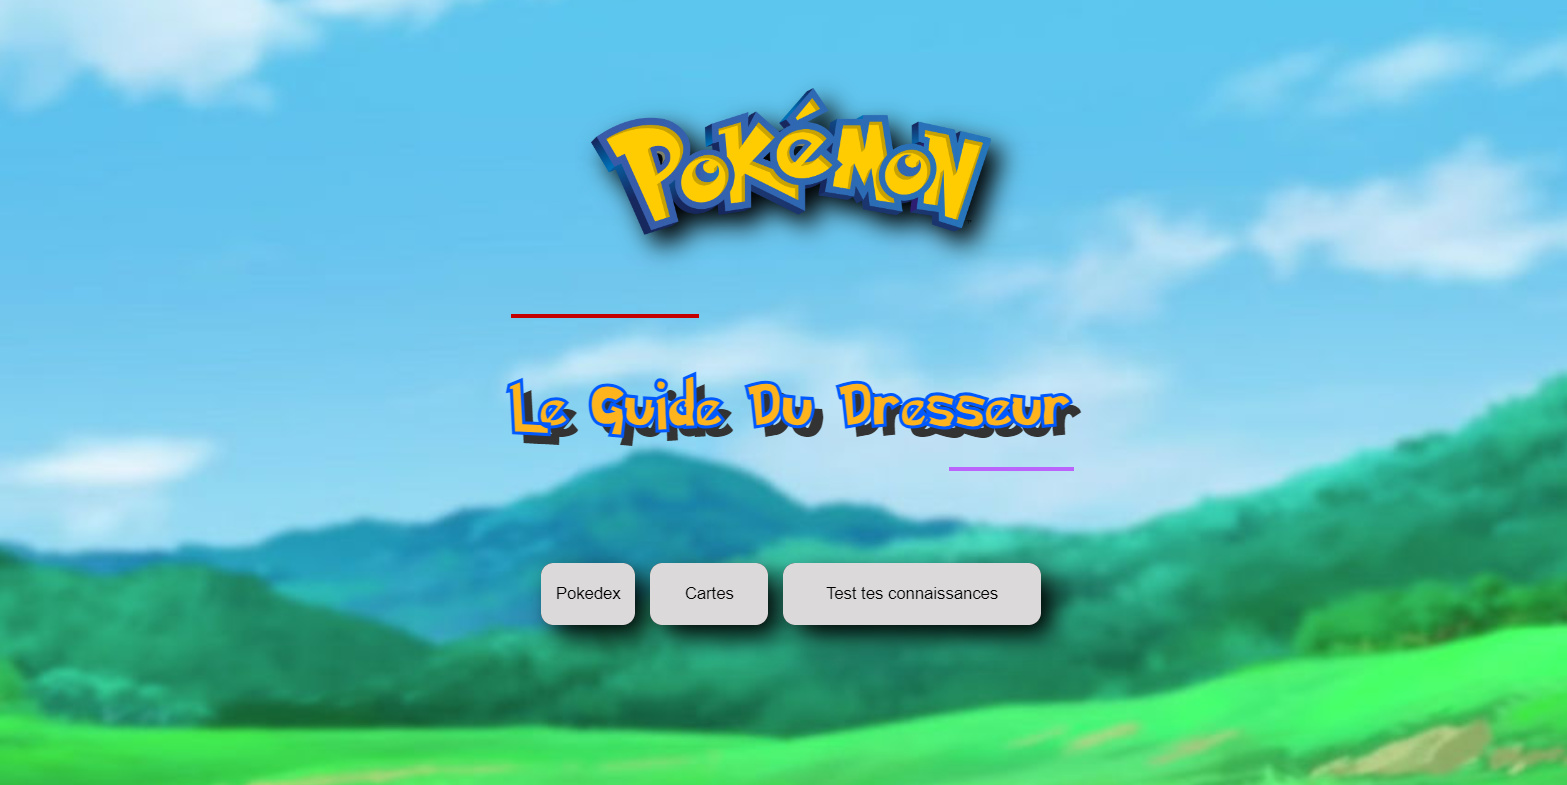 Pokémon
Le Guide Du Dresseur
Pokedex
Cartes
Test tes connaissances